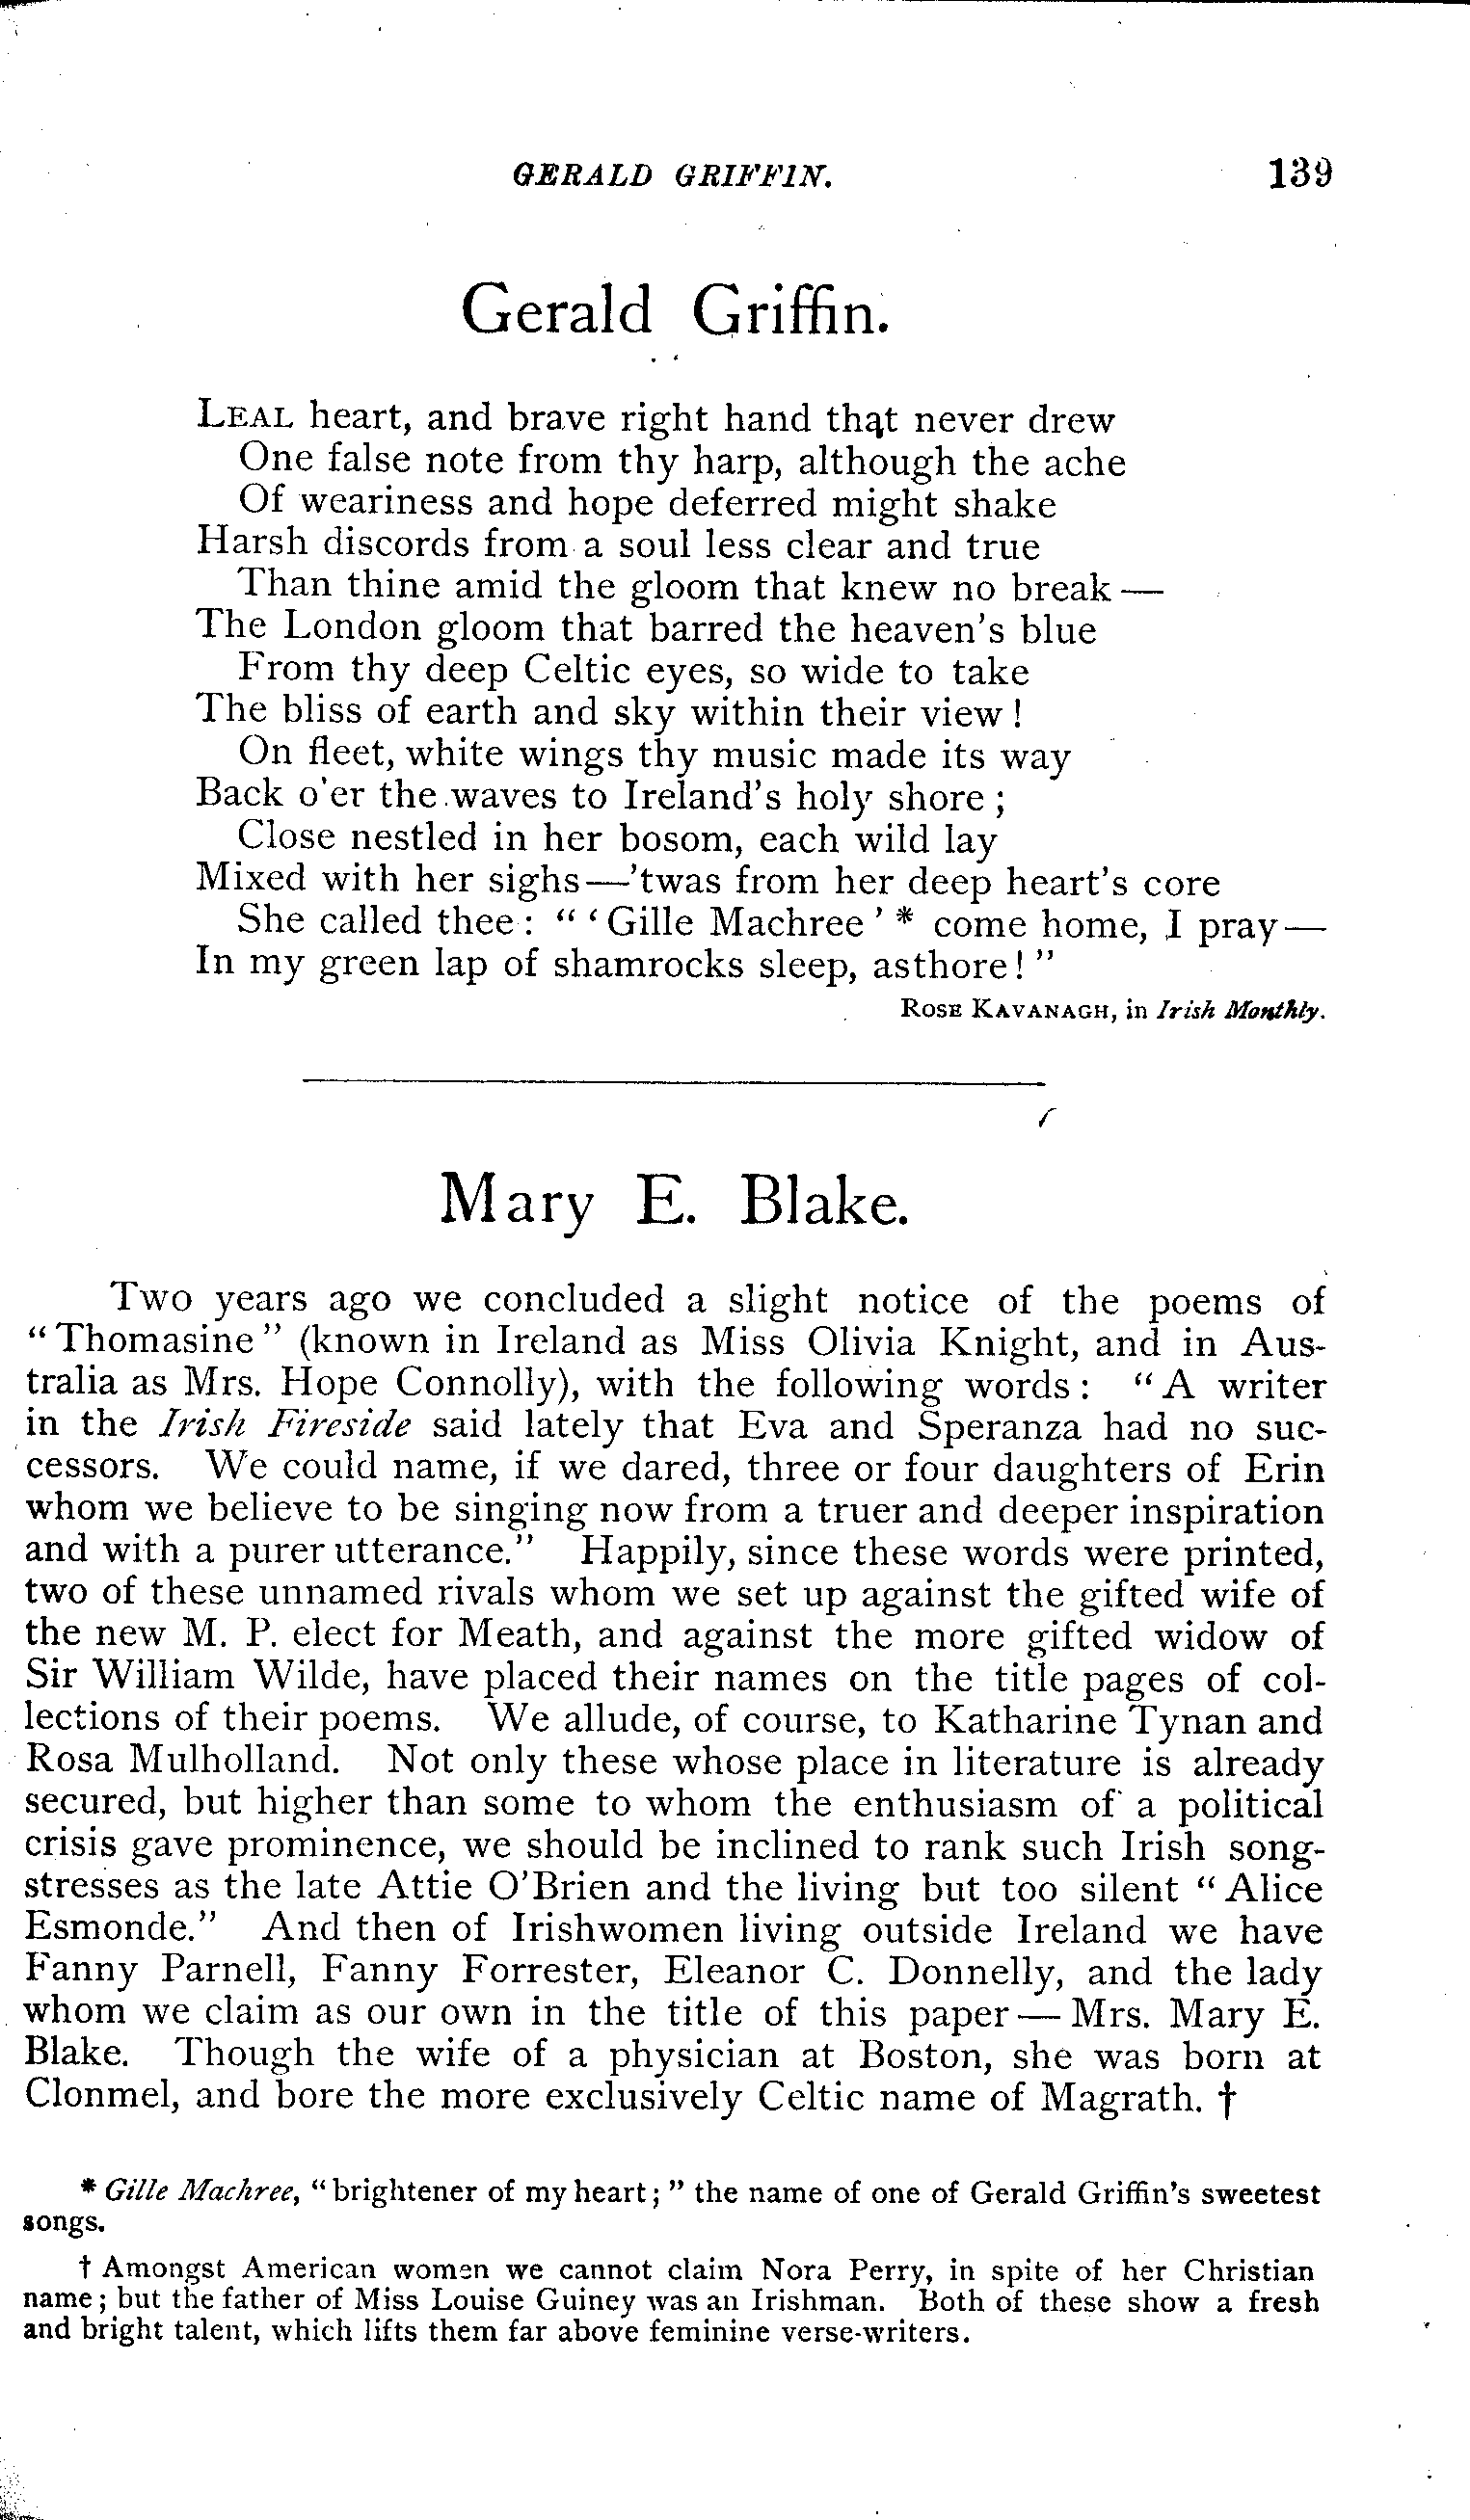 GERALD GRIFFIN. 139
Gerald Griffin.
LEAL heart, and brave right hand that never drew
One false note from thy harp, although the ache
Of weariness and hope deferred might shake
Harsh discords from a soul less clear and true
Than thine amid the gloom that knew no break —
The London gloom that barred the heaven's blue
From thy deep Celtic eyes, so wide to take
The bliss of earth and sky within their view !
On fleet, white wings thy music made its way
Back o'er the waves to Ireland's holy shore ;
Close nestled in her bosom, each wild lay
Mixed with her sighs—'twas from her deep heart's core
She called thee : " ' Gille Machree ' * come home, I pray—
In my green lap of shamrocks sleep, asthore! "
ROSE KAVANAGH, in Irish Monthly.
Mary E. Blake.
Two years ago we concluded a slight notice of the poems of
" Thomasine " (known in Ireland as Miss Olivia Knight, and in Aus-
tralia as Mrs. Hope Connolly), with the following words : " A writer
in the Irish Fireside said lately that Eva and Speranza had no suc-
cessors. We could name, if we dared, three or four daughters of Erin
whom we believe to be singing now from a truer and deeper inspiration
and with a purer utterance." Happily, since these words were printed,
two of these unnamed rivals whom we set up against the gifted wife of
the new M. P. elect for Meath, and against the more gifted widow of
Sir William Wilde, have placed their names on the title pages of col-
lections of their poems. We allude, of course, to Katharine Tynan and
Rosa Mulholland. Not only these whose place in literature is already
secured, but higher than some to whom the enthusiasm of a political
crisis gave prominence, we should be inclined to rank such Irish song-
stresses as the late Attie O'Brien and the living but too silent " Alice
Esmonde." And then of Irishwomen living outside Ireland we have
Fanny Parnell, Fanny Forrester, Eleanor C. Donnelly, and the lady
whom we claim as our own in the title of this paper — Mrs. Mary E.
Blake. Though the wife of a physician at Boston, she was born at
Clonmel, and bore the more exclusively Celtic name of Magrath. †
* Gille Machree, " brightener of my heart ; " the name of one of Gerald Griffin's sweetest
songs.
† Amongst American women we cannot claim Nora Perry, in spite of her Christian
name ; but the father of Miss Louise Guiney was an Irishman. Both of these show a fresh
and bright talent, which lifts them far above feminine verse-writers.